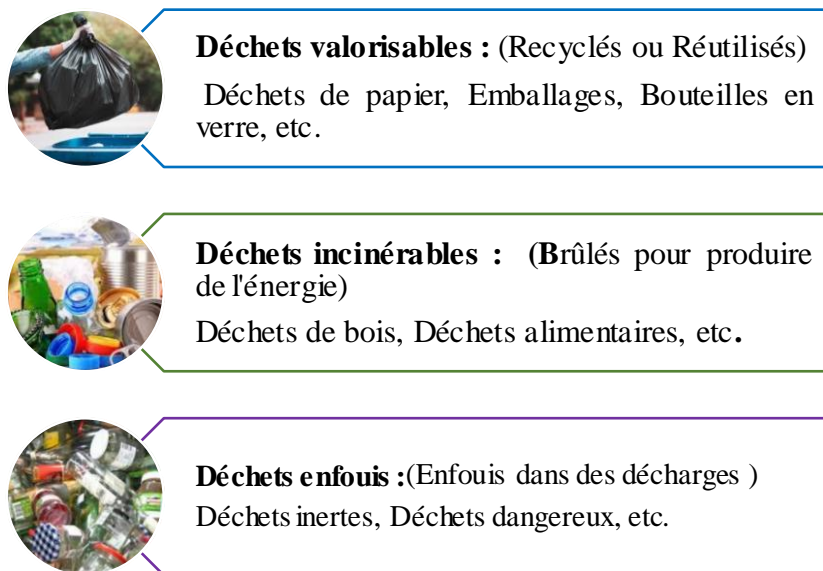 Déchets valorisables : (Recyclés ou Réutilisés)
Déchets de papier, Emballages, Bouteilles en
verre, etc.
Déchets incinérables : (Brûlés pour produire
de l'énergie)
Déchets de bois, Déchets alimentaires, etc.
Déchets enfouis :(Enfouis dans des décharges )
Déchets inertes, Déchets dangereux, etc.